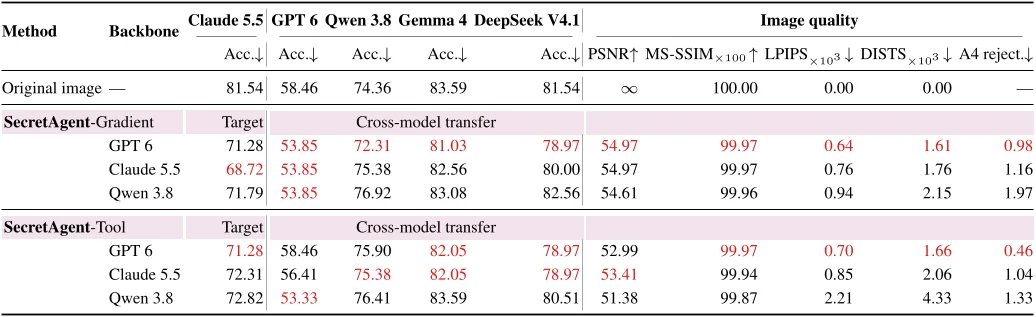 Method Backbone Claude 5.5 GPT 6 Qwen 3.8 Gemma 4 DeepSeek V4.1 Image quality
Acc.↓ Acc.↓ Acc.↓ Acc.↓ Acc.↓ PSNR↑ MS-SSIM×100↑ LPIPS×10³↓ DISTS×10³↓ A4 reject.↓
Original image — 81.54 58.46 74.36 83.59 81.54 ∞ 100.00 0.00 0.00 —
SecretAgent-Gradient Target Cross-model transfer
GPT 6 71.28 53.85 72.31 81.03 78.97 54.97 99.97 0.64 1.61 0.98
Claude 5.5 68.72 53.85 75.38 82.56 80.00 54.97 99.97 0.76 1.76 1.16
Qwen 3.8 71.79 53.85 76.92 83.08 82.56 54.61 99.96 0.94 2.15 1.97
SecretAgent-Tool Target Cross-model transfer
GPT 6 71.28 58.46 75.90 82.05 78.97 52.99 99.97 0.70 1.66 0.46
Claude 5.5 72.31 56.41 75.38 82.05 78.97 53.41 99.94 0.85 2.06 1.04
Qwen 3.8 72.82 53.33 76.41 83.59 80.51 51.38 99.87 2.21 4.33 1.33